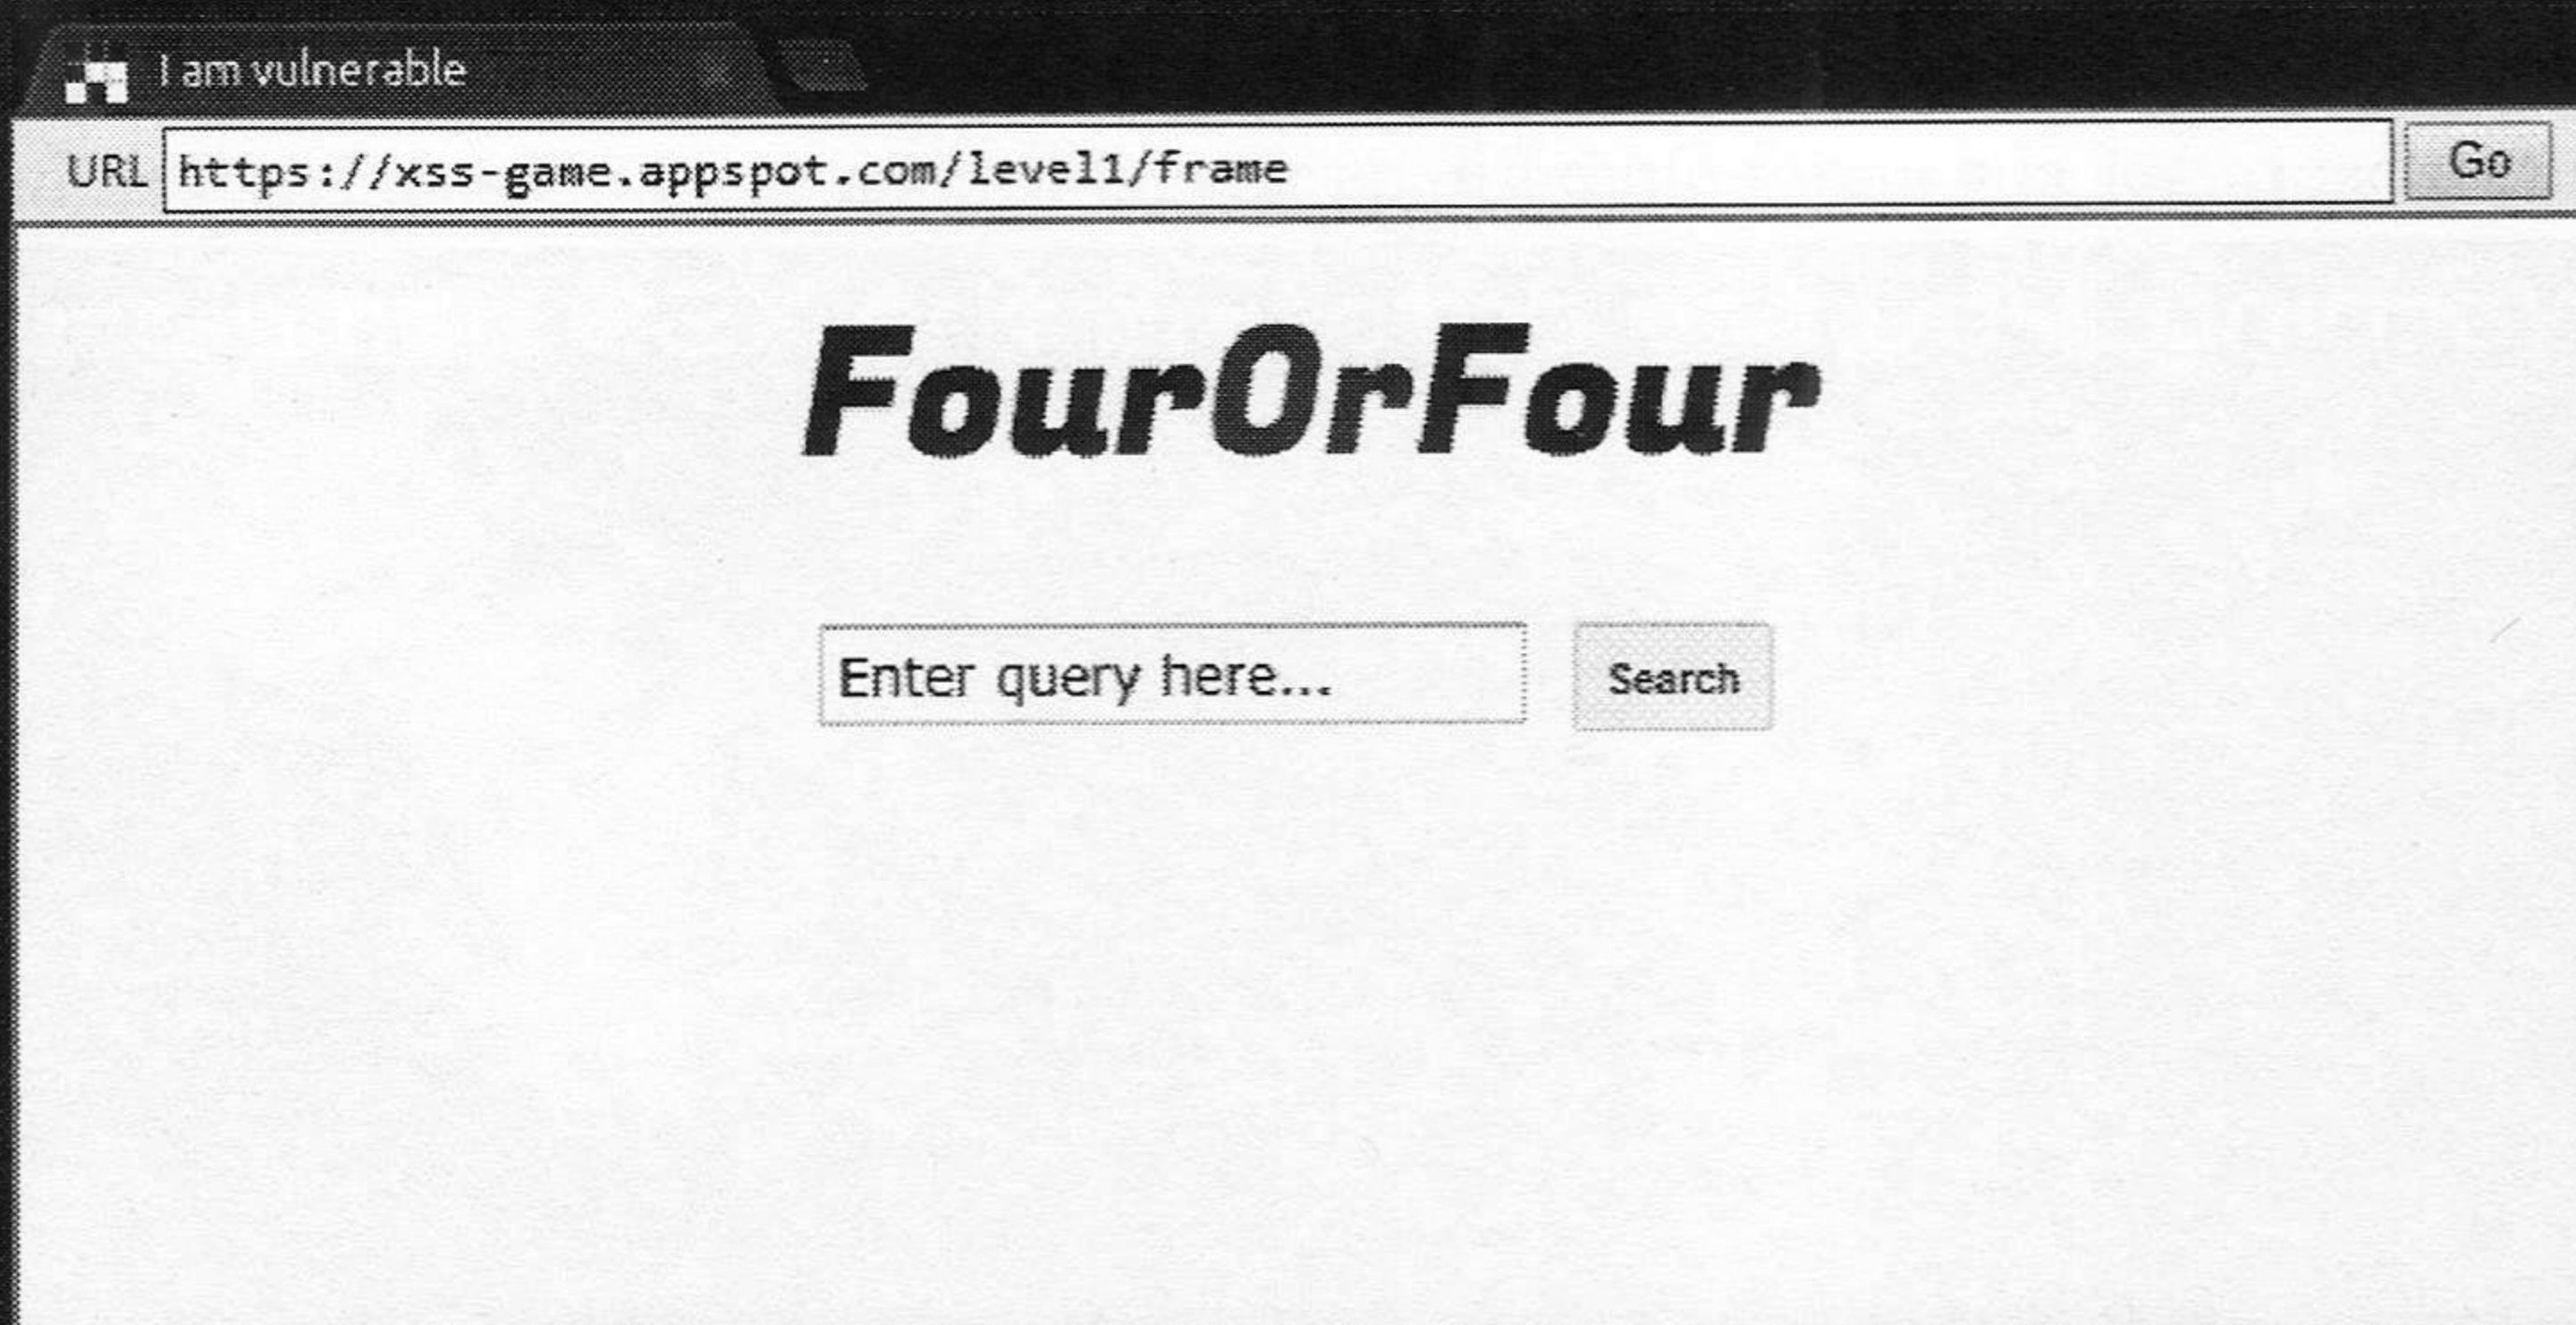 I am vulnerable
URL https://xss-game.appspot.com/level1/frame Go
FourOrFour
Enter query here... Search